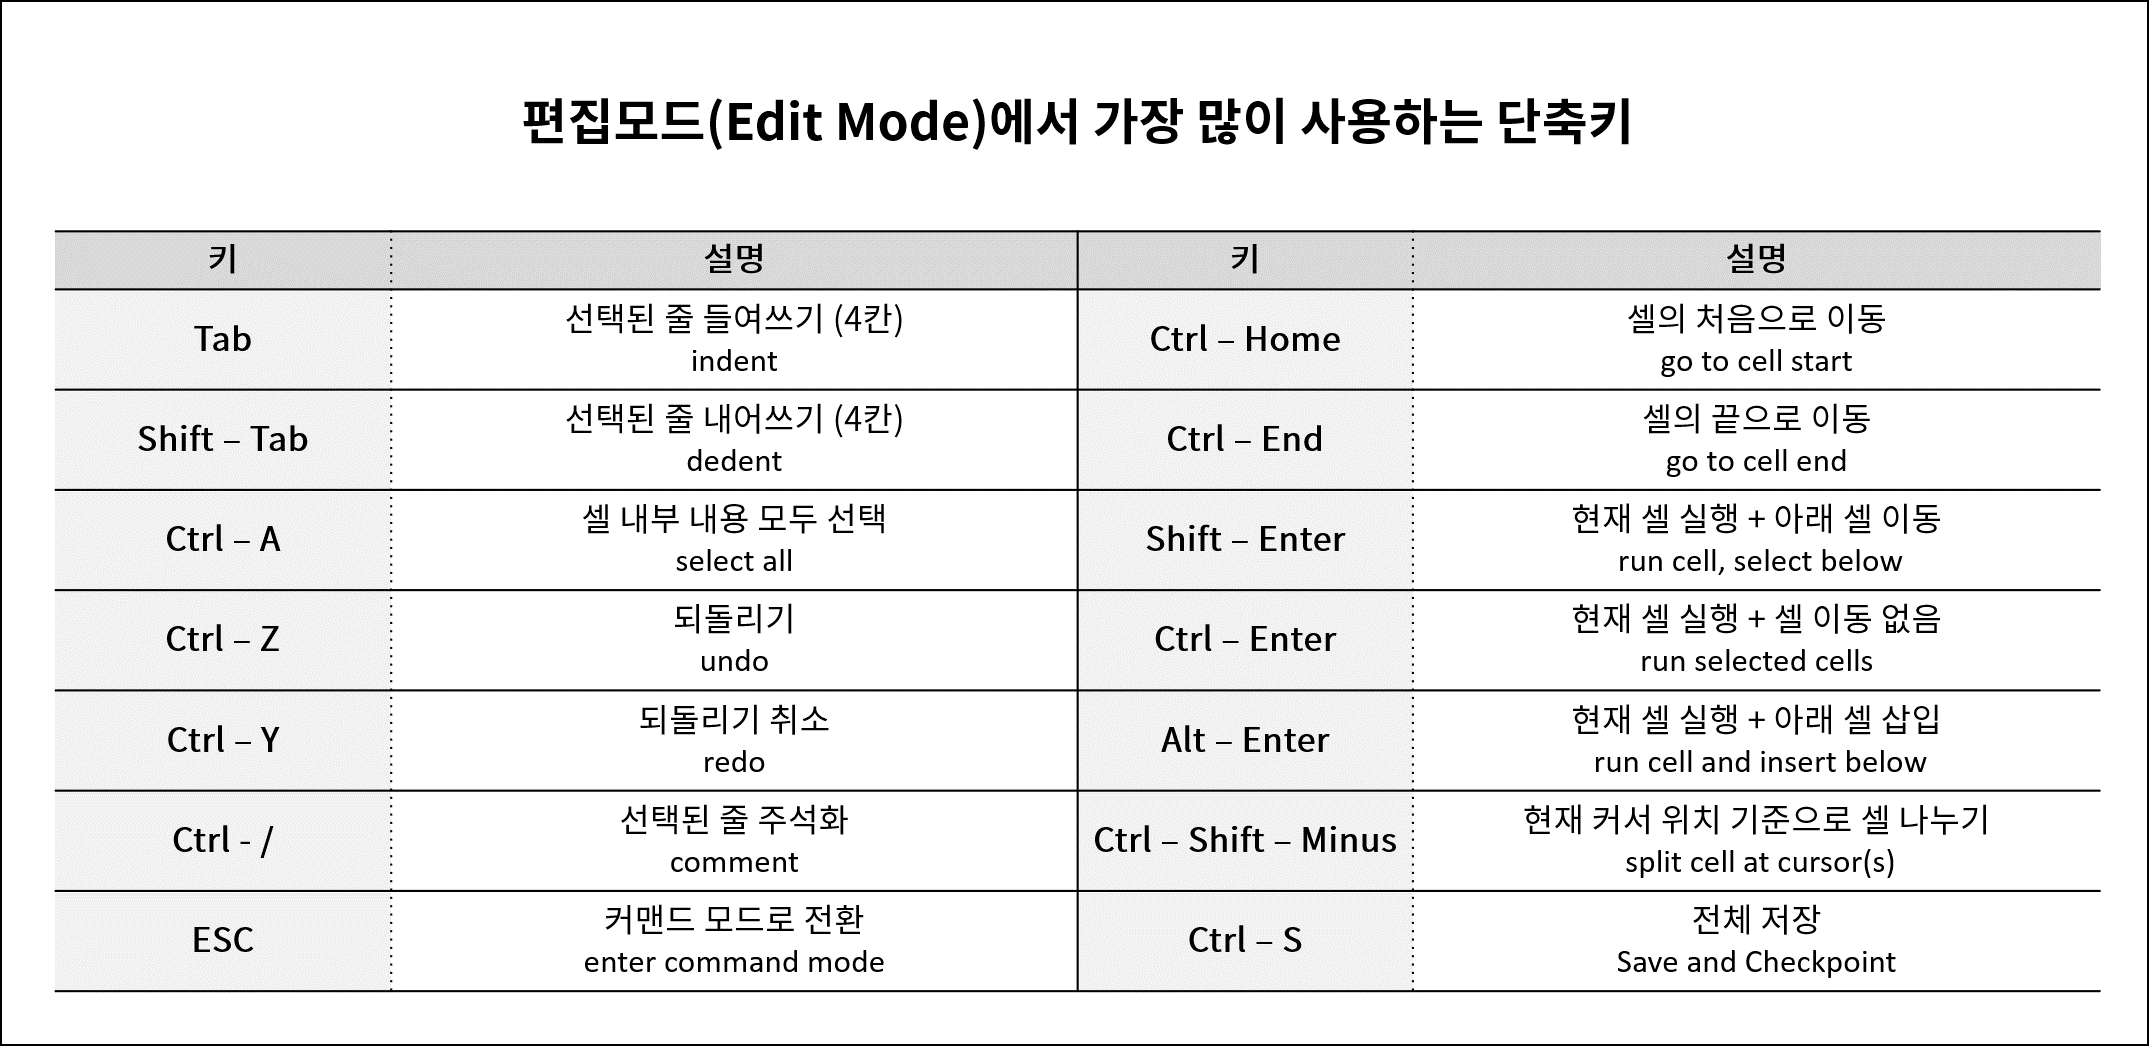 편집모드(Edit Mode)에서 가장 많이 사용하는 단축키
키 설명 키 설명
Tab
선택된 줄 들여쓰기 (4칸)
indent
Ctrl – Home
셀의 처음으로 이동
go to cell start
Shift – Tab
선택된 줄 내어쓰기 (4칸)
dedent
Ctrl – End
셀의 끝으로 이동
go to cell end
Ctrl – A
셀 내부 내용 모두 선택
select all
Shift – Enter
현재 셀 실행 + 아래 셀 이동
run cell, select below
Ctrl – Z
되돌리기
undo
Ctrl – Enter
현재 셀 실행 + 셀 이동 없음
run selected cells
Ctrl – Y
되돌리기 취소
redo
Alt – Enter
현재 셀 실행 + 아래 셀 삽입
run cell and insert below
Ctrl - /
선택된 줄 주석화
comment
Ctrl – Shift – Minus
현재 커서 위치 기준으로 셀 나누기
split cell at cursor(s)
ESC
커맨드 모드로 전환
enter command mode
Ctrl – S
전체 저장
Save and Checkpoint